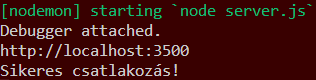 [nodemon] starting `node server.js`
Debugger attached.
http://localhost:3500
Sikeres csatlakozás!